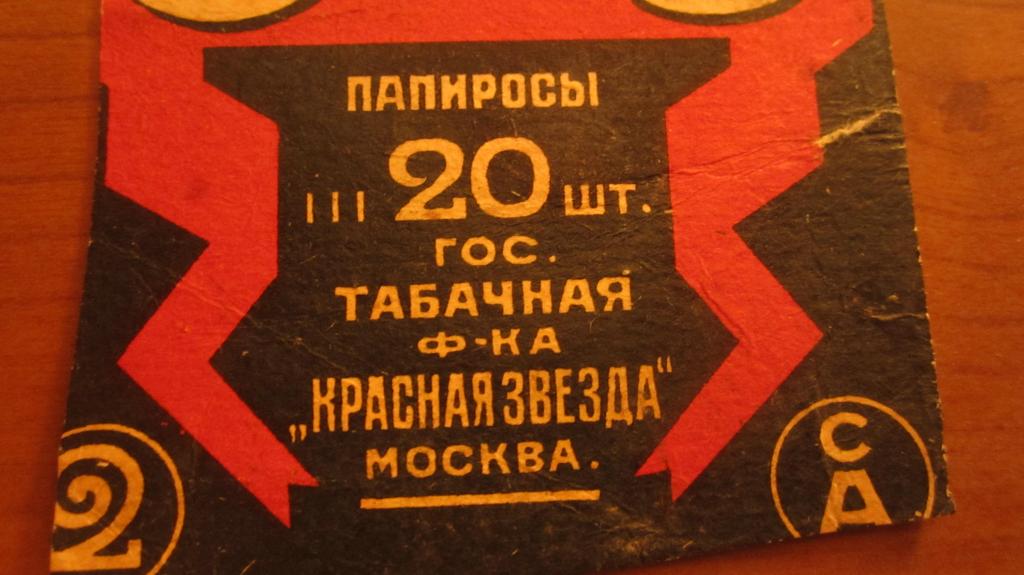 ПАПИРОСЫ
III 20 ШТ.
ГОС.
ТАБАЧНАЯ
Ф-КА
„КРАСНАЯ ЗВЕЗДА“
МОСКВА.
2
С
А